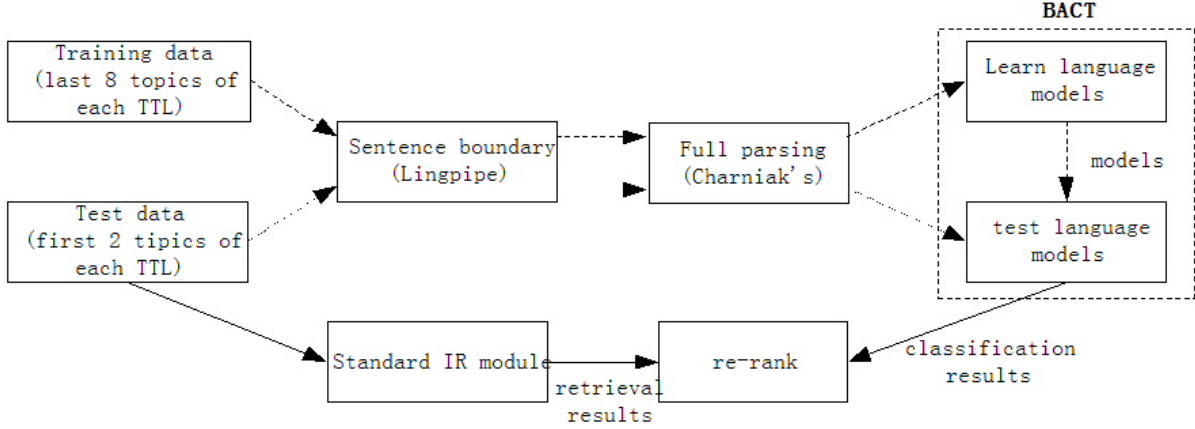 BACT
Training data
(last 8 topics of
each TTL)
Sentence boundary
(Lingpipe)
Full parsing
(Charniak's)
Learn language
models
models
Test data
(first 2 tipics of
each TTL)
test language
models
Standard IR module
retrieval
results
re-rank
classification
results